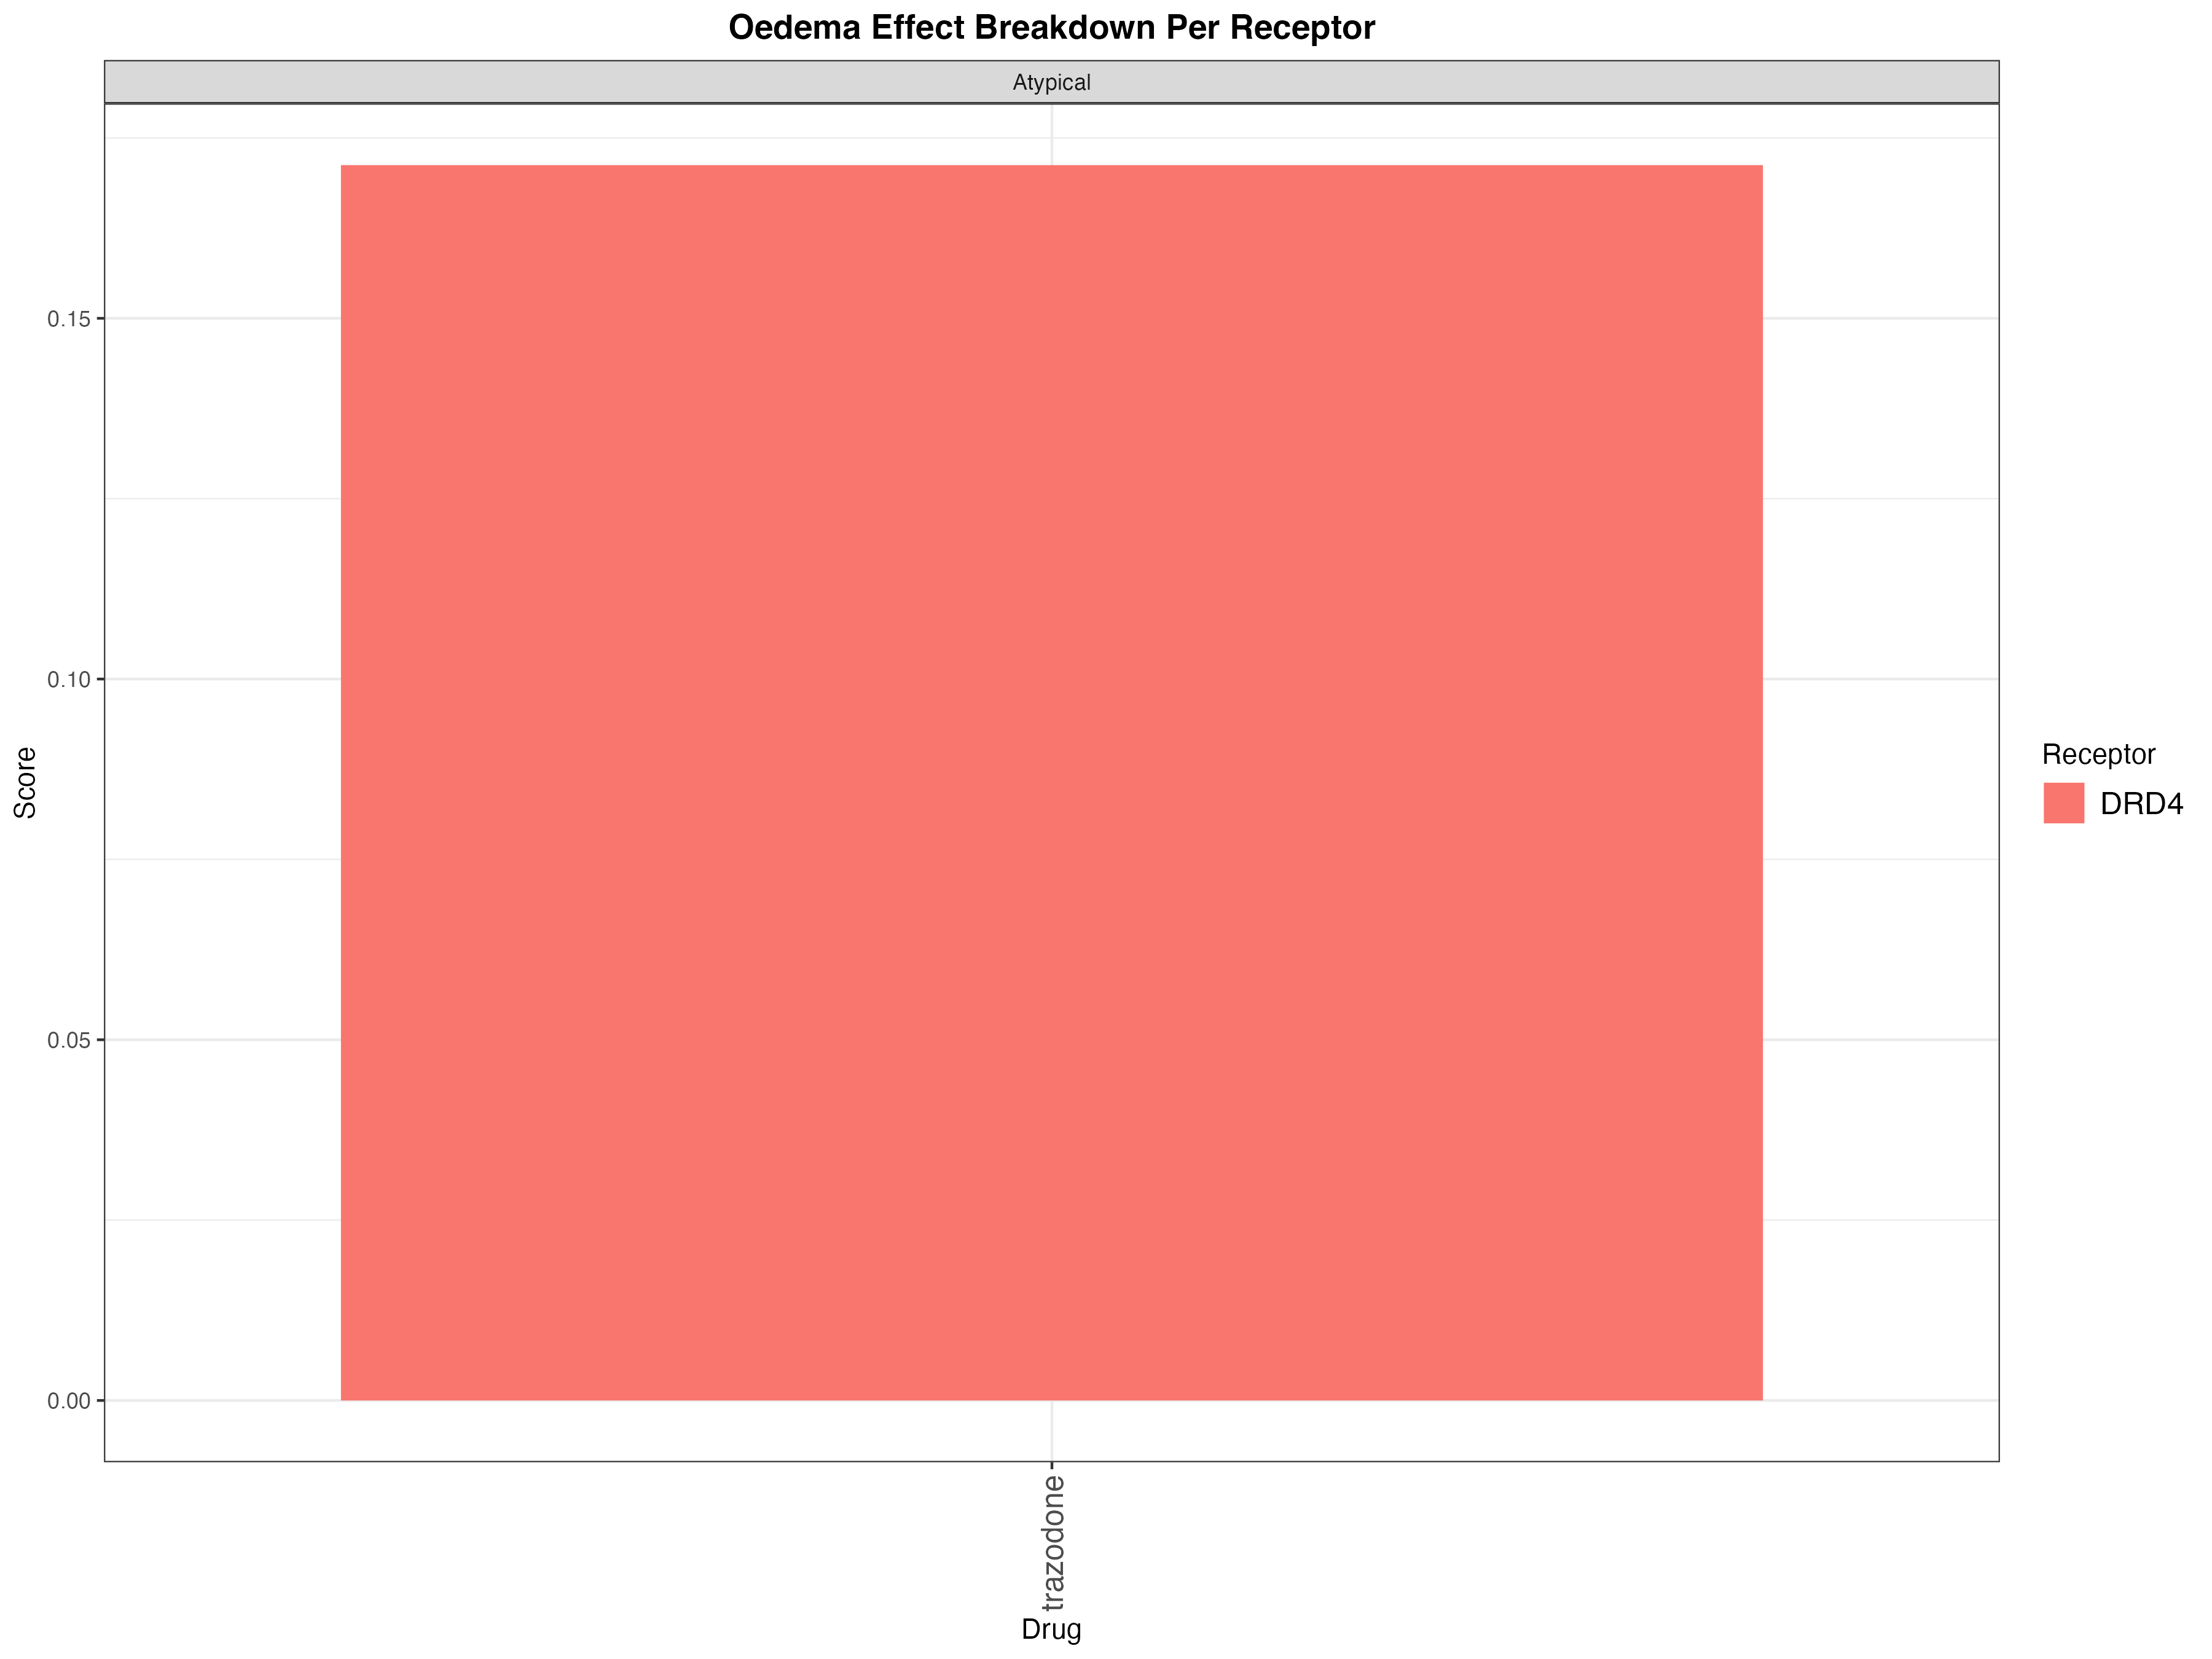 Oedema Effect Breakdown Per Receptor
Atypical
0.15
0.10
0.05
0.00
Score
trazodone
Drug
Receptor
DRD4